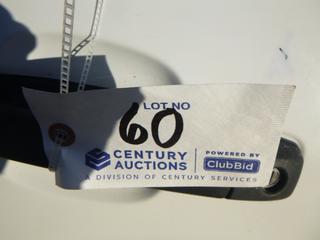 LOT NO
60
CENTURY AUCTIONS
POWERED BY ClubBid
A DIVISION OF CENTURY SERVICES